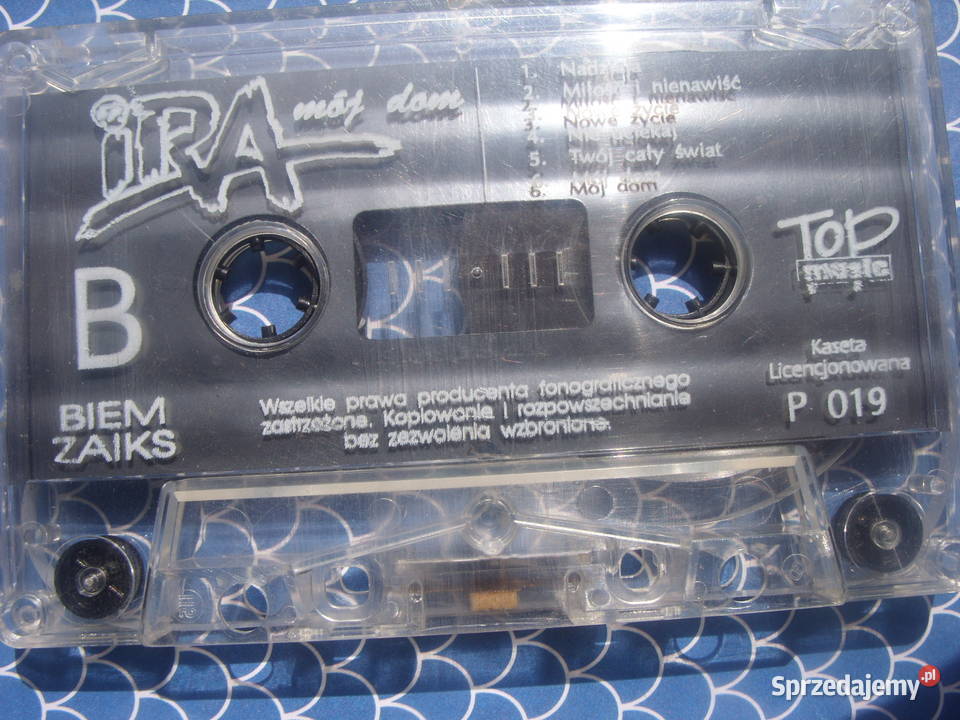 iRA mój dom
1. Nadzieja
2. Miłość i nienawiść
3. Nowe życie
4.
5. Twój cały świat
6. Mój dom
TOP
music
B
BIEM
ZAIKS
Wszelkie prawa producenta fonograficznego
zastrzeżone. Kopiowanie i rozpowszechnianie
bez zezwolenia wzbronione.
Kaseta
Licencjonowana
P 019
Sprzedajemy.pl